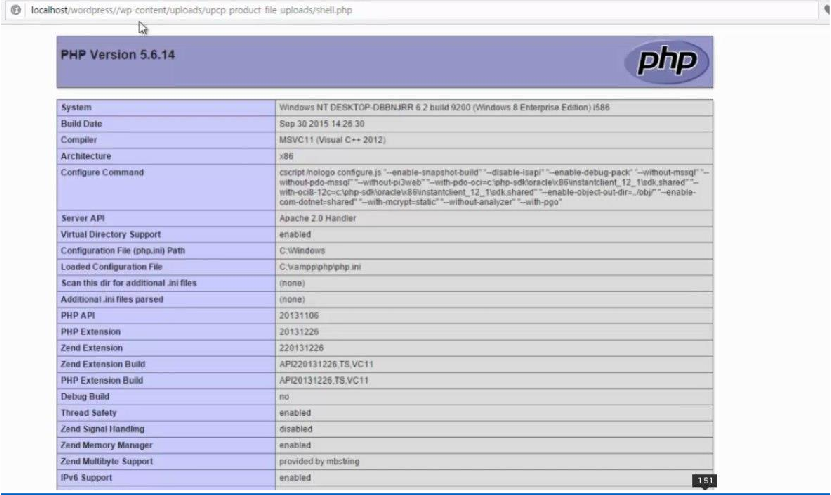 localhost/wordpress//wp-content/uploads/upcp-product-file-uploads/shell.php
PHP Version 5.6.14
php
System Windows NT DESKTOP-DBBNJRR 6.2 build 9200 (Windows 8 Enterprise Edition) i586
Build Date Sep 30 2015 14:26:30
Compiler MSVC11 (Visual C++ 2012)
Architecture x86
Configure Command cscript /nologo configure.js "--enable-snapshot-build" "--disable-isapi" "--enable-debug-pack" "--without-mssql" "--
without-pdo-mssql" "--without-pi3web" "--with-pdo-oci=c:\php-sdk\oracle\x86\instantclient_12_1\sdk,shared" "--
with-oci8-12c=c:\php-sdk\oracle\x86\instantclient_12_1\sdk,shared" "--enable-object-out-dir=../obj/" "--enable-
com-dotnet=shared" "--with-mcrypt=static" "--without-analyzer" "--with-pgo"
Server API Apache 2.0 Handler
Virtual Directory Support enabled
Configuration File (php.ini) Path C:\Windows
Loaded Configuration File C:\xampp\php\php.ini
Scan this dir for additional .ini files (none)
Additional .ini files parsed (none)
PHP API 20131106
PHP Extension 20131226
Zend Extension 220131226
Zend Extension Build API220131226,TS,VC11
PHP Extension Build API20131226,TS,VC11
Debug Build no
Thread Safety enabled
Zend Signal Handling disabled
Zend Memory Manager enabled
Zend Multibyte Support provided by mbstring
IPv6 Support enabled
1:51